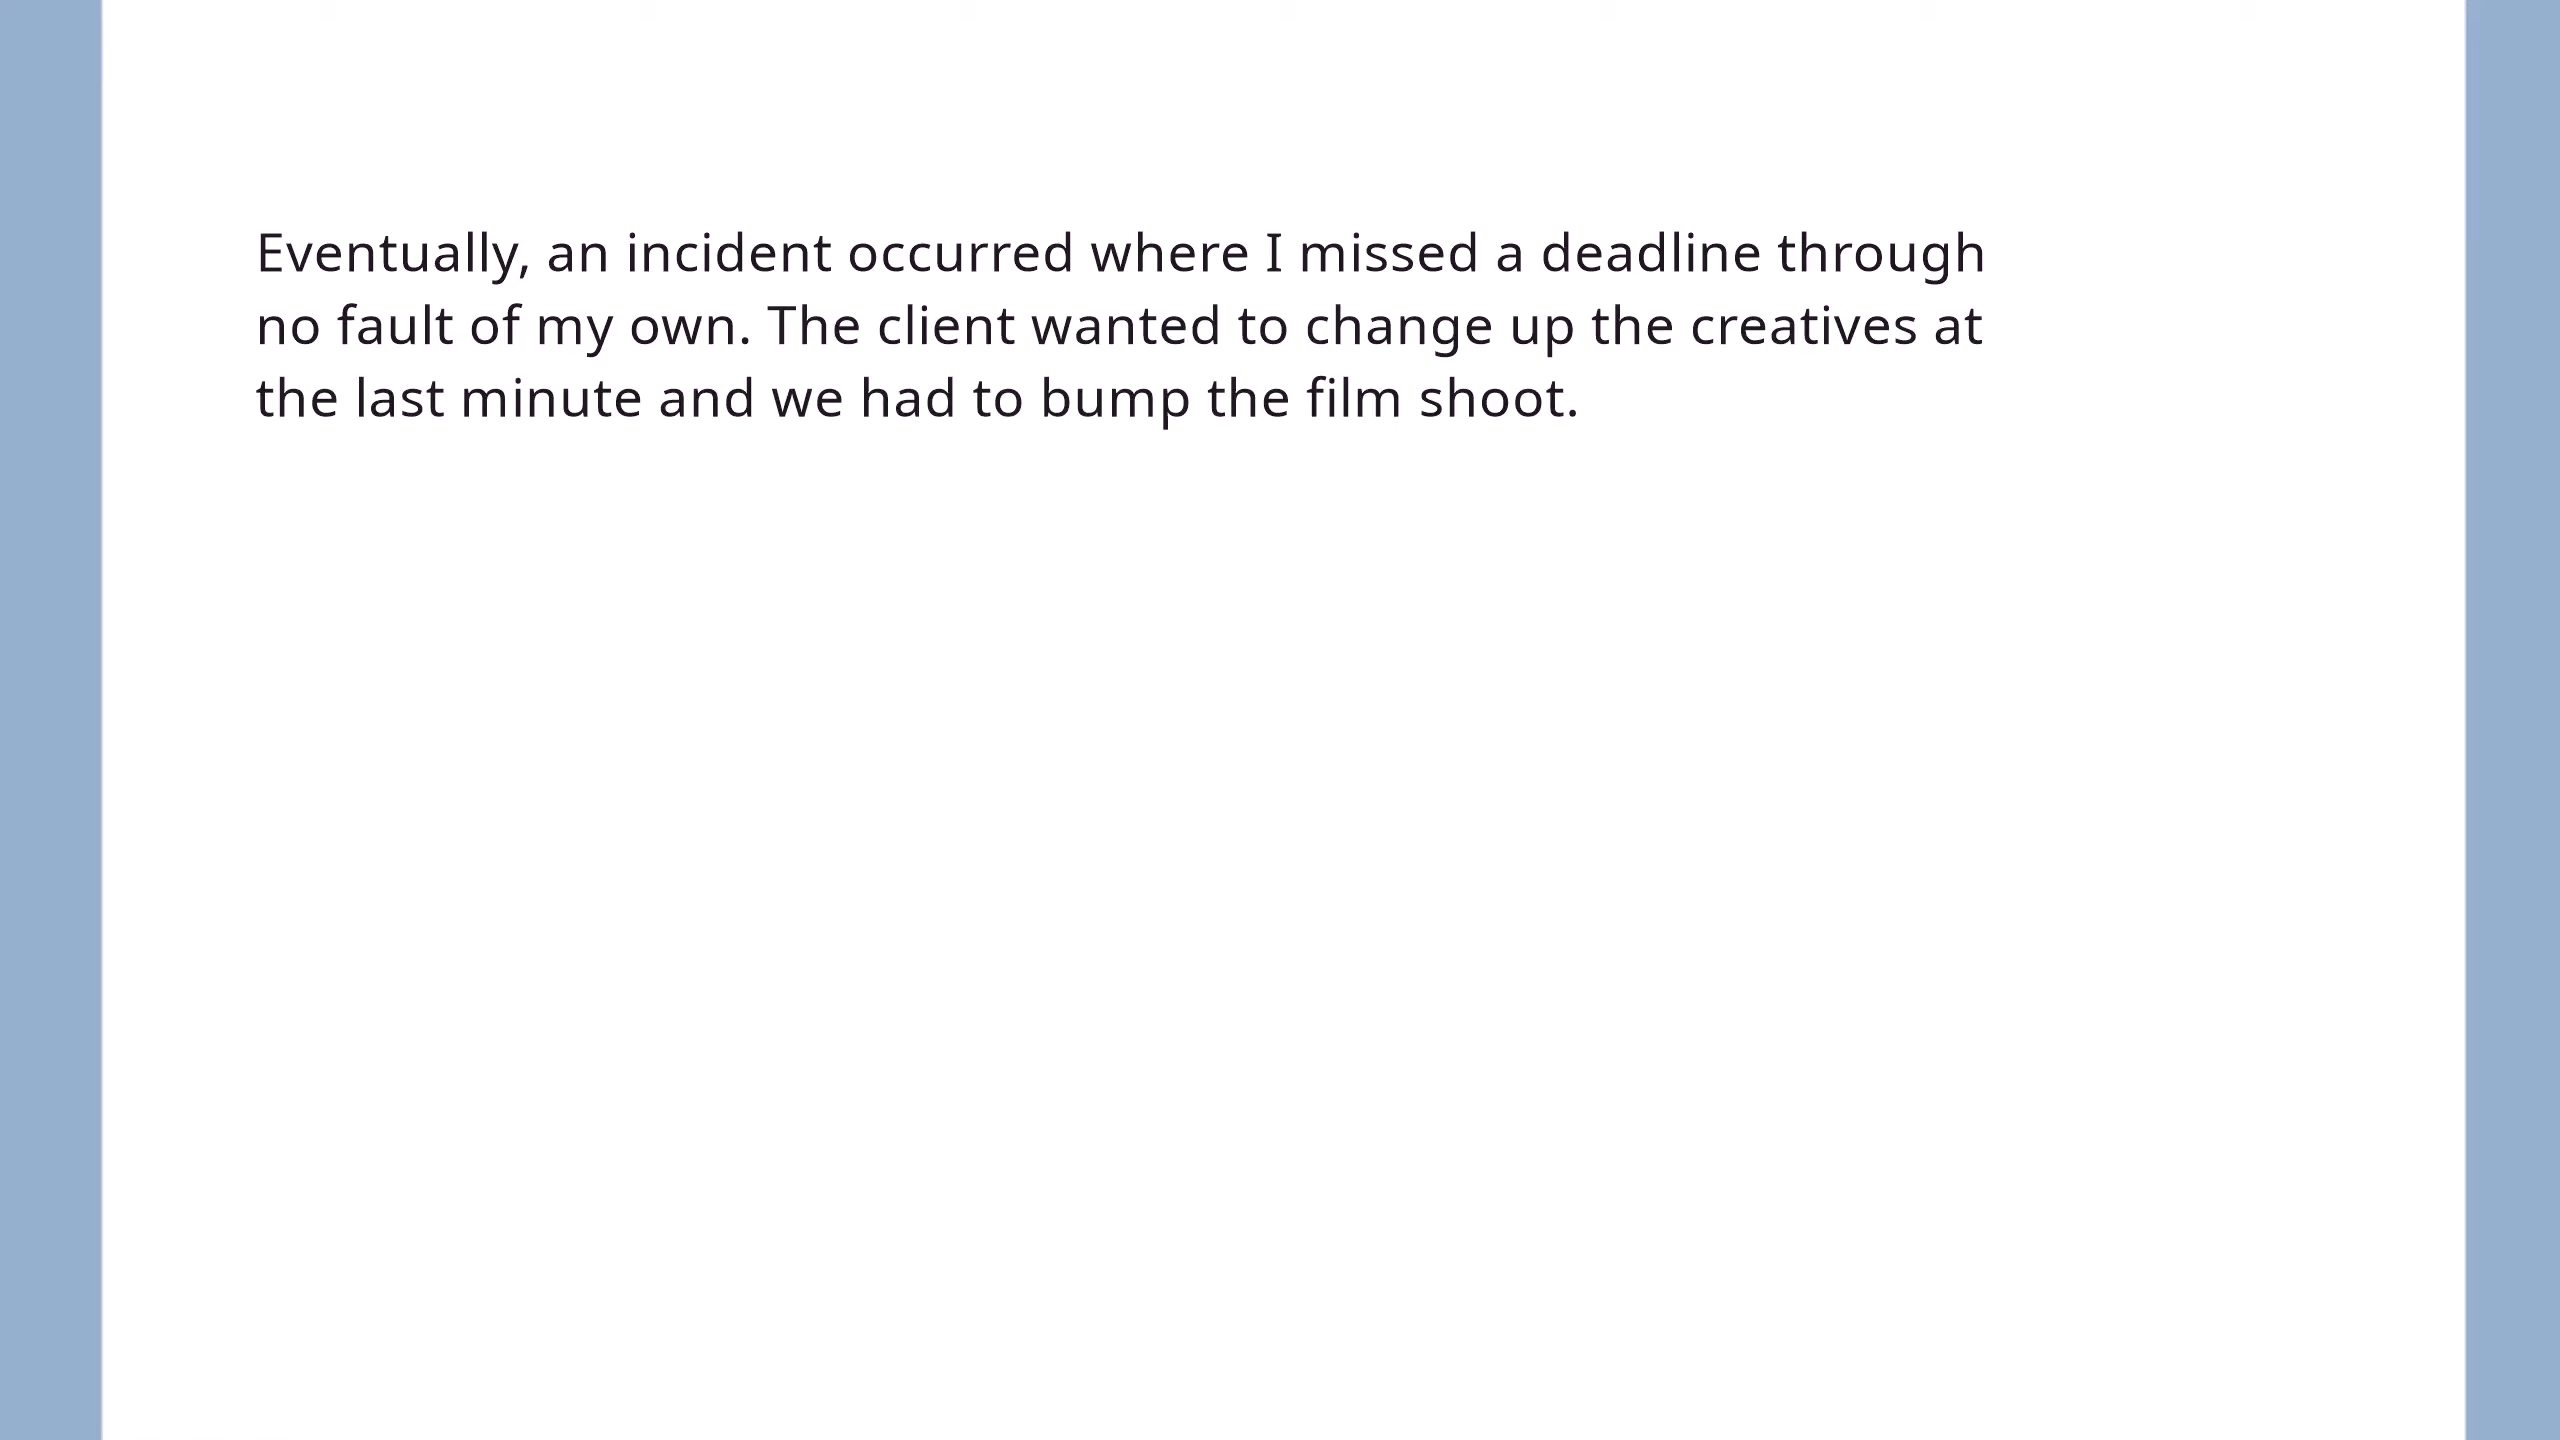 Eventually, an incident occurred where I missed a deadline through
no fault of my own. The client wanted to change up the creatives at
the last minute and we had to bump the film shoot.